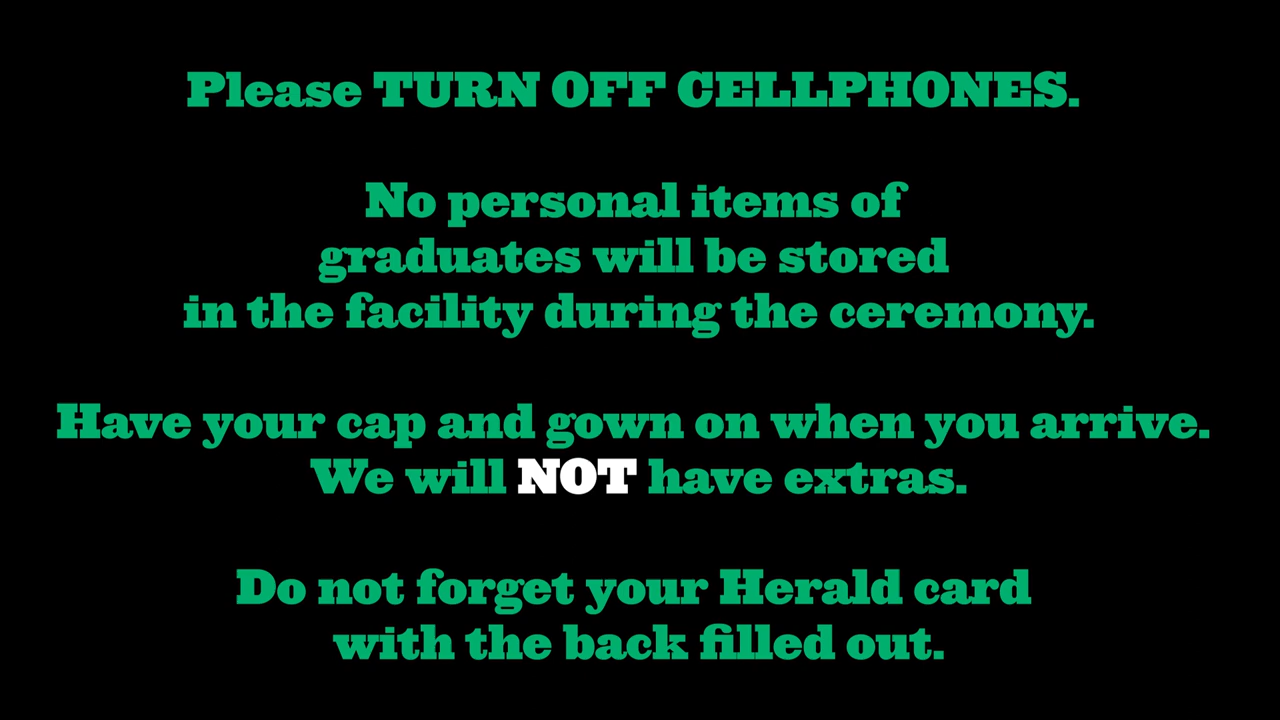 Please TURN OFF CELLPHONES.
No personal items of
graduates will be stored
in the facility during the ceremony.
Have your cap and gown on when you arrive.
We will NOT have extras.
Do not forget your Herald card
with the back filled out.